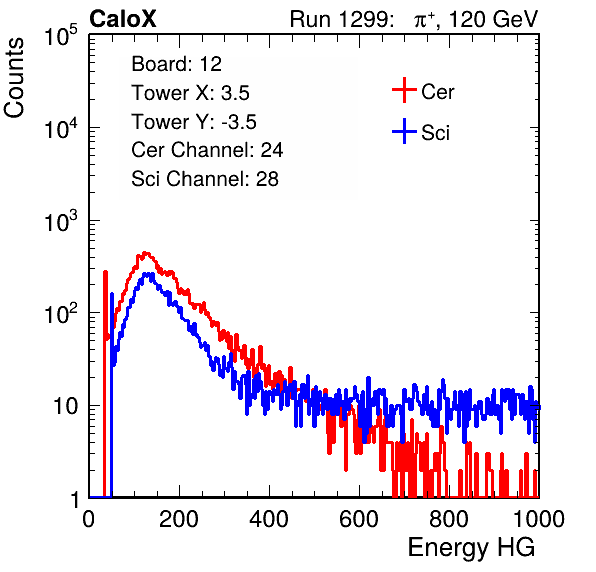 CaloX Run 1299: π⁺, 120 GeV
Counts
10⁵
10⁴
10³
10²
10
1
Board: 12
Tower X: 3.5
Tower Y: -3.5
Cer Channel: 24
Sci Channel: 28
Cer
Sci
0 200 400 600 800 1000
Energy HG